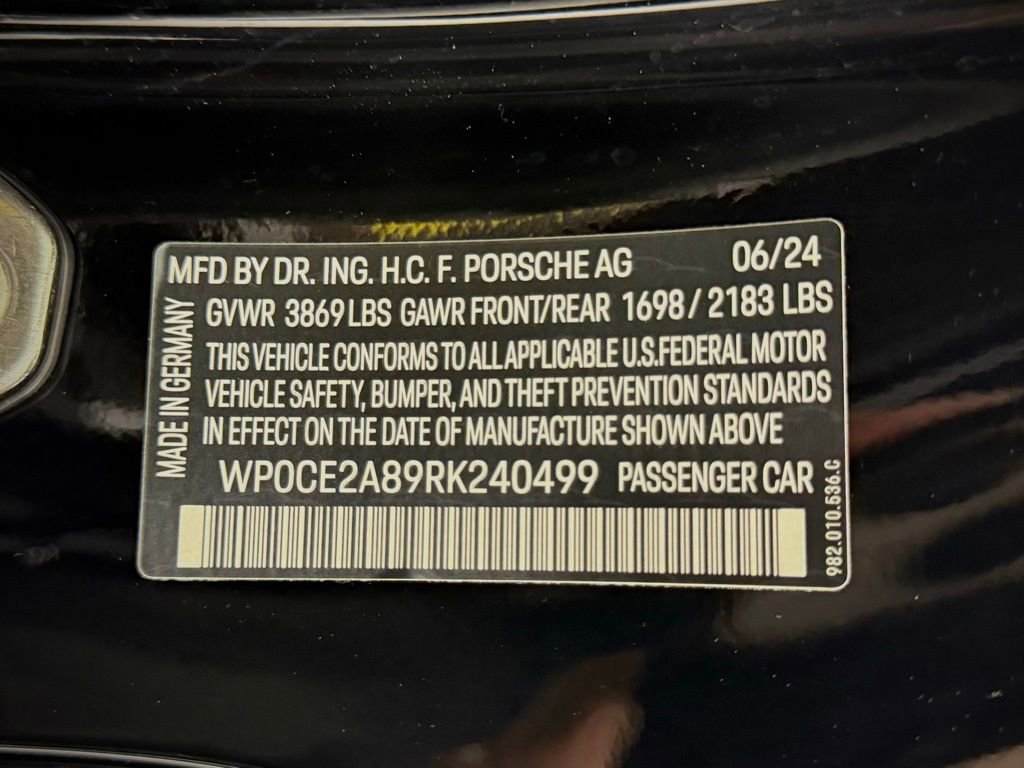 MFD BY DR. ING. H.C. F. PORSCHE AG 06/24
GVWR 3869 LBS GAWR FRONT/REAR 1698 / 2183 LBS
THIS VEHICLE CONFORMS TO ALL APPLICABLE U.S. FEDERAL MOTOR
VEHICLE SAFETY, BUMPER, AND THEFT PREVENTION STANDARDS
IN EFFECT ON THE DATE OF MANUFACTURE SHOWN ABOVE
WP0CE2A89RK240499 PASSENGER CAR
MADE IN GERMANY
982.010.536.C